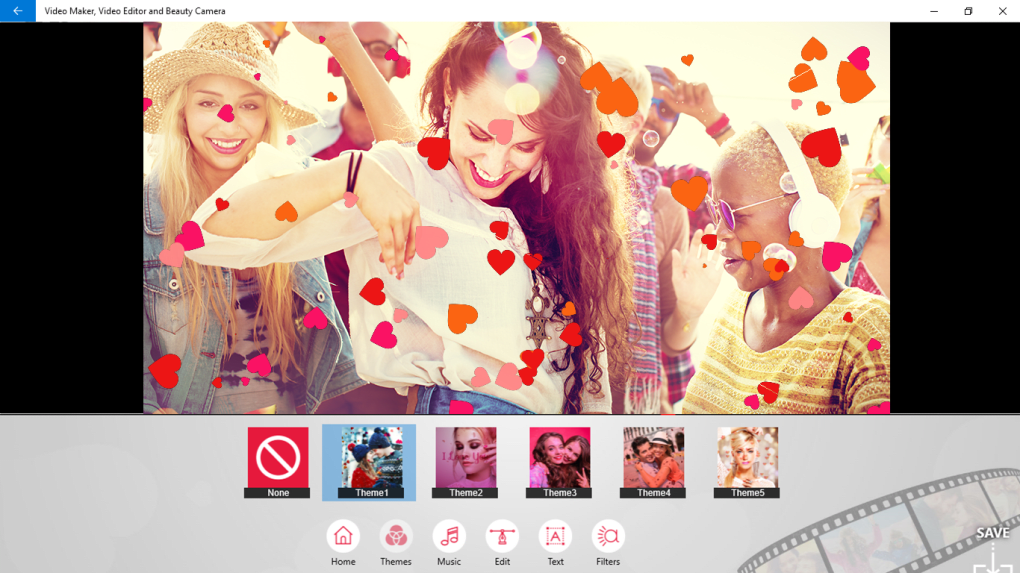 Video Maker, Video Editor and Beauty Camera
None
Theme1
Theme2
Theme3
Theme4
Theme5
SAVE
Home
Themes
Music
Edit
Text
Filters